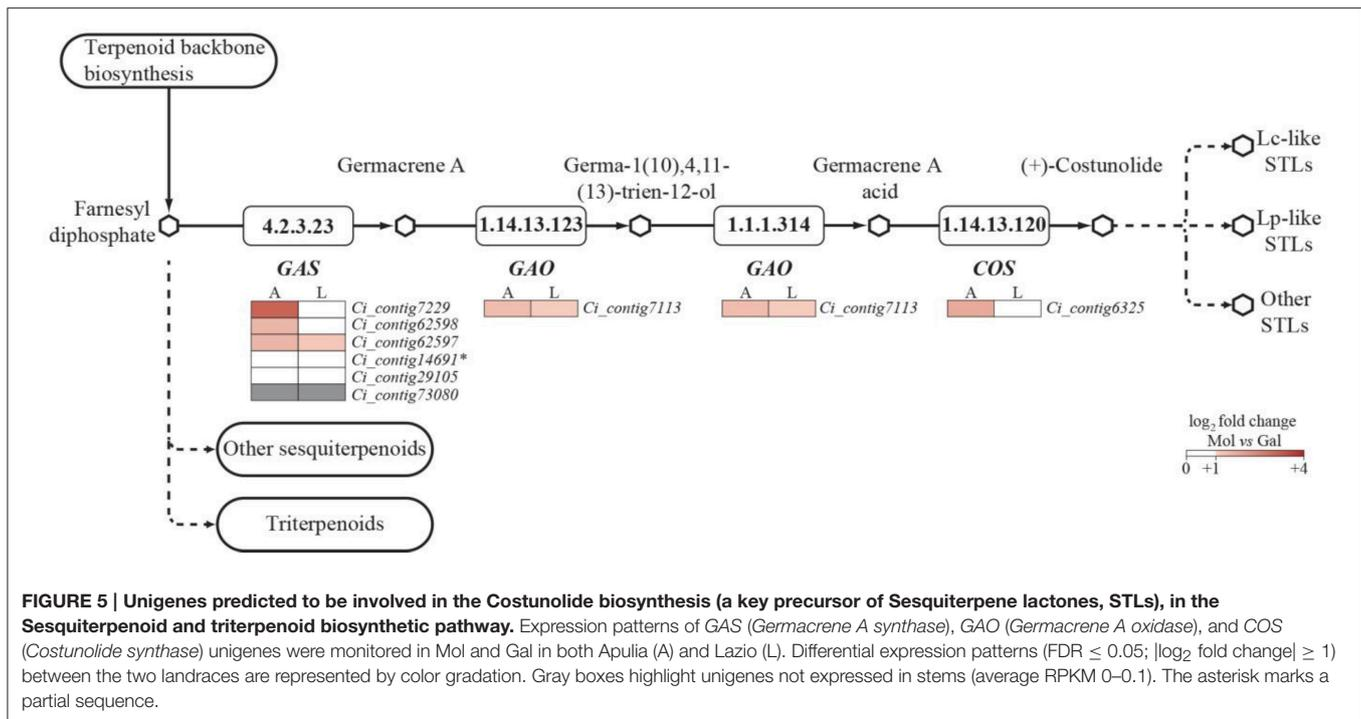 Terpenoid backbone
biosynthesis
Farnesyl
diphosphate
4.2.3.23
Germacrene A
1.14.13.123
Germa-1(10),4,11-
(13)-trien-12-ol
1.1.1.314
Germacrene A
acid
1.14.13.120
(+)-Costunolide
Lc-like
STLs
Lp-like
STLs
Other
STLs
GAS
A L
Ci_contig7229
Ci_contig62598
Ci_contig62597
Ci_contig14691*
Ci_contig29105
Ci_contig73080
GAO
A L
Ci_contig7113
GAO
A L
Ci_contig7113
COS
A L
Ci_contig6325
Other sesquiterpenoids
Triterpenoids
log2 fold change
Mol vs Gal
0 +1 +4
FIGURE 5 | Unigenes predicted to be involved in the Costunolide biosynthesis (a key precursor of Sesquiterpene lactones, STLs), in the
Sesquiterpenoid and triterpenoid biosynthetic pathway. Expression patterns of GAS (Germacrene A synthase), GAO (Germacrene A oxidase), and COS
(Costunolide synthase) unigenes were monitored in Mol and Gal in both Apulia (A) and Lazio (L). Differential expression patterns (FDR ≤ 0.05; |log2 fold change| ≥ 1)
between the two landraces are represented by color gradation. Gray boxes highlight unigenes not expressed in stems (average RPKM 0–0.1). The asterisk marks a
partial sequence.